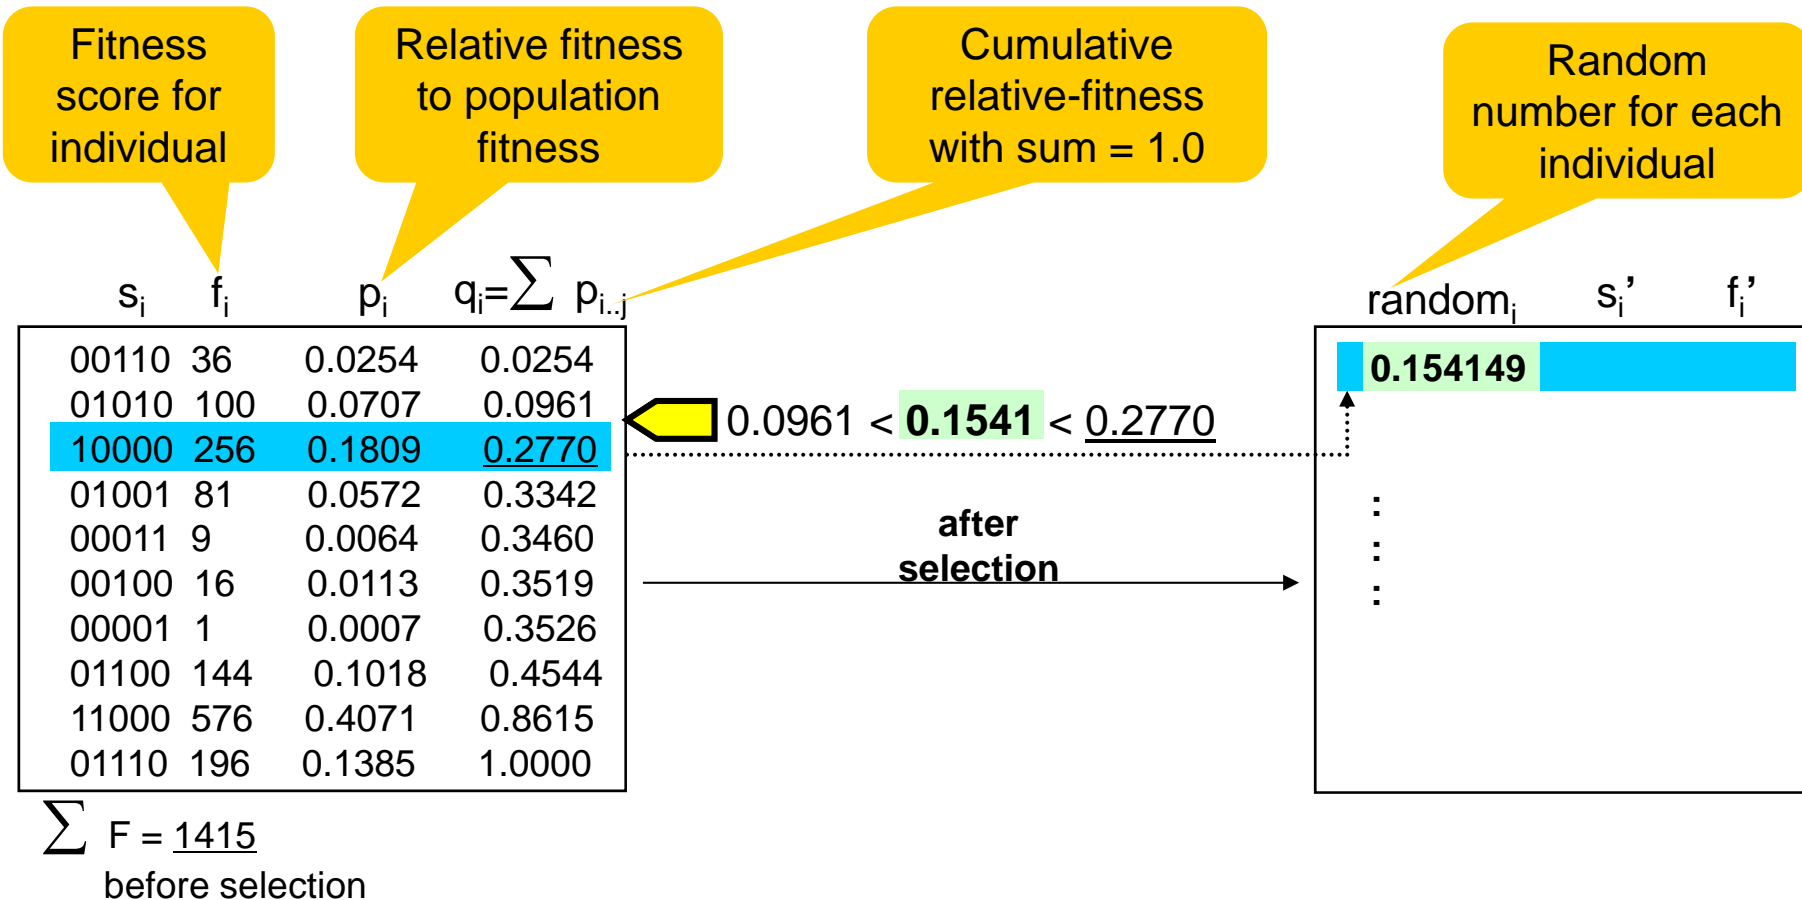 Fitness
score for
individual
Relative fitness
to population
fitness
Cumulative
relative-fitness
with sum = 1.0
Random
number for each
individual
si fi pi qi=∑ pi..j
randomi si’ fi’
00110 36 0.0254 0.0254
01010 100 0.0707 0.0961
10000 256 0.1809 0.2770
01001 81 0.0572 0.3342
00011 9 0.0064 0.3460
00100 16 0.0113 0.3519
00001 1 0.0007 0.3526
01100 144 0.1018 0.4544
11000 576 0.4071 0.8615
01110 196 0.1385 1.0000
∑ F = 1415
before selection
0.0961 < 0.1541 < 0.2770
after
selection
0.154149
:
:
: